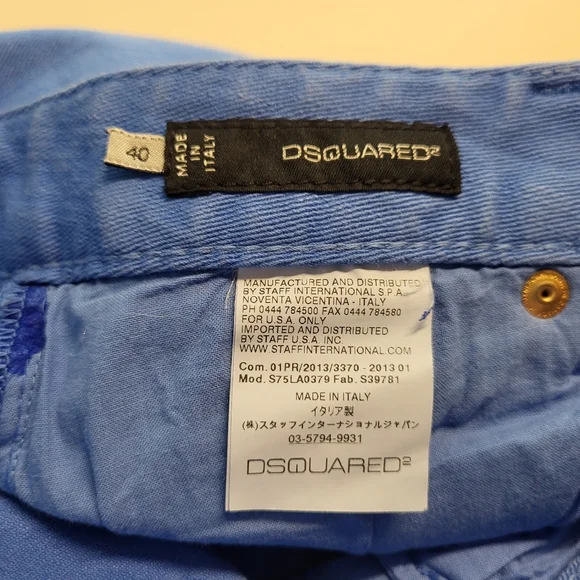 40
MADE
IN
ITALY
DSQUARED2
MANUFACTURED AND DISTRIBUTED
BY STAFF INTERNATIONAL S.P.A.
NOVENTA VICENTINA - ITALY
PH 0444 784500 FAX 0444 784580
FOR U.S.A. ONLY
IMPORTED AND DISTRIBUTED
BY STAFF U.S.A. INC.
WWW.STAFFINTERNATIONAL.COM
Com. 01PR/2013/3370 - 2013 01
Mod. S75LA0379 Fab. S39781
MADE IN ITALY
イタリア製
(株)スタッフインターナショナルジャパン
03-5794-9931
DSQUARED2